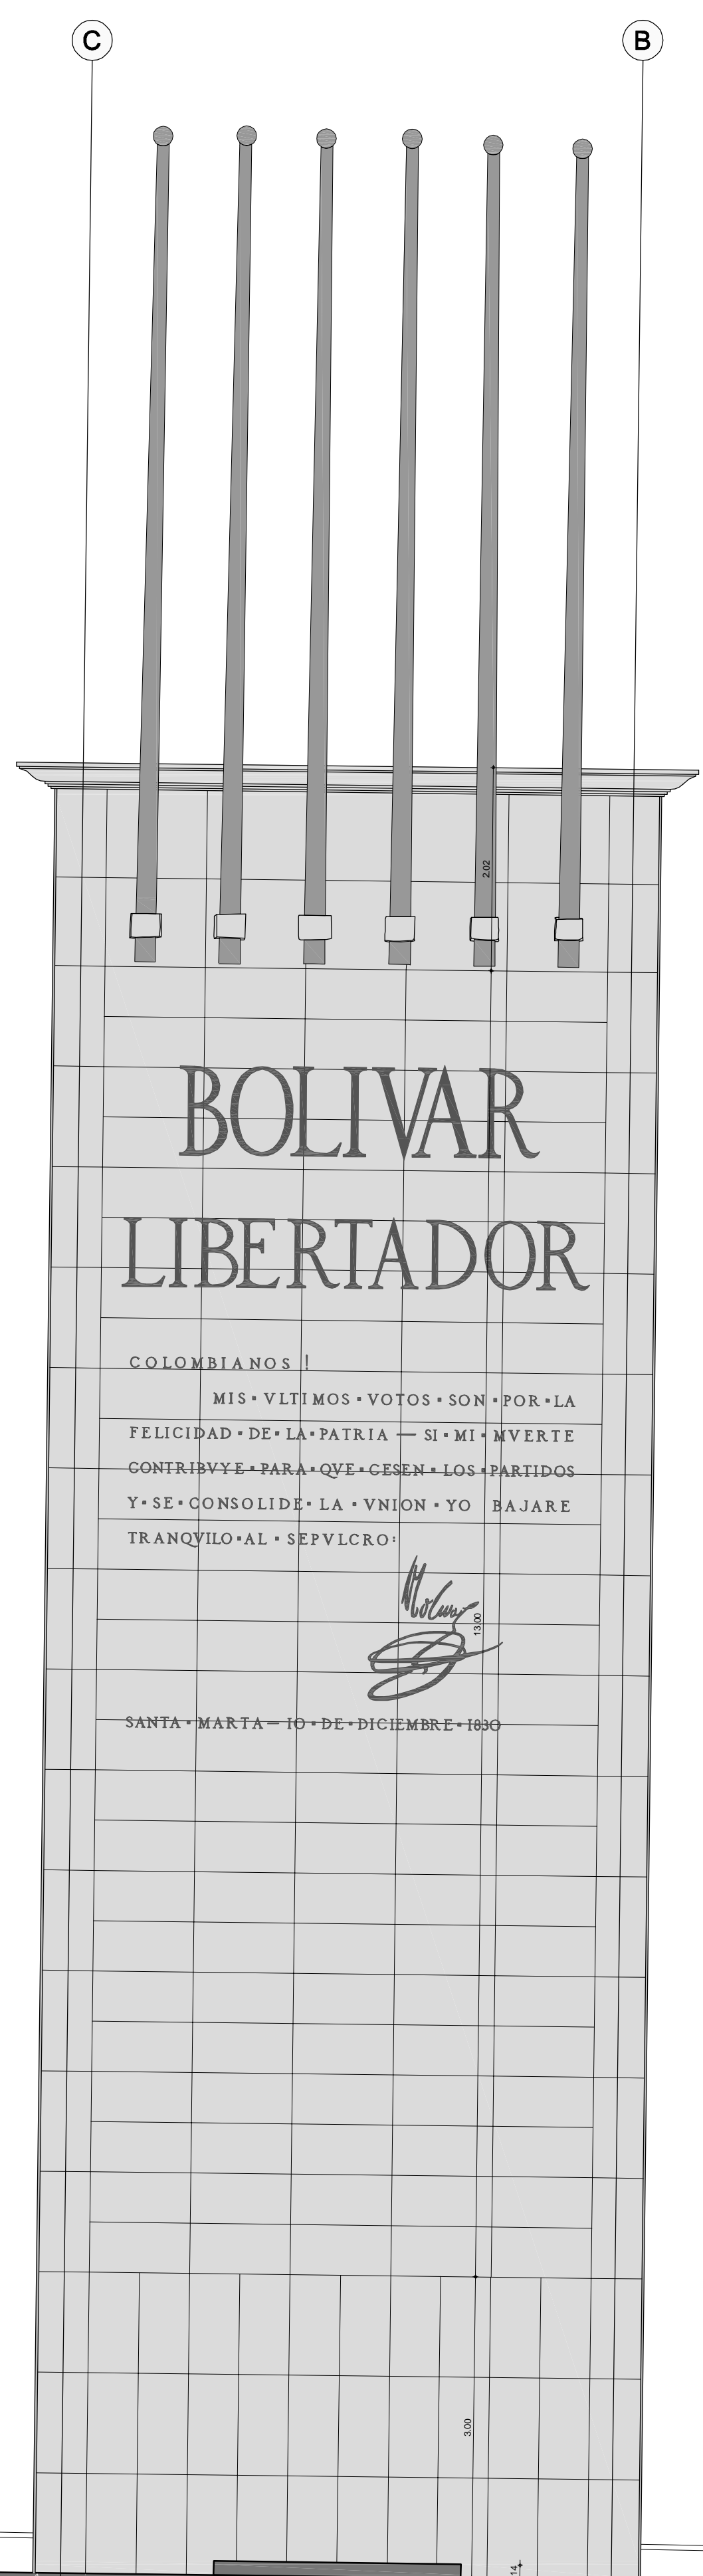 C B
2.02
BOLIVAR
LIBERTADOR
COLOMBIANOS !
MIS▪VLTIMOS▪VOTOS▪SON▪POR▪LA
FELICIDAD▪DE▪LA▪PATRIA — SI▪MI▪MVERTE
CONTRIBVYE▪PARA▪QVE▪CESEN▪LOS▪PARTIDOS
Y▪SE▪CONSOLIDE▪LA▪VNION▪YO BAJARE
TRANQVILO▪AL▪SEPVLCRO:
13.00
SANTA▪MARTA — 10▪DE▪DICIEMBRE▪1830
3.00